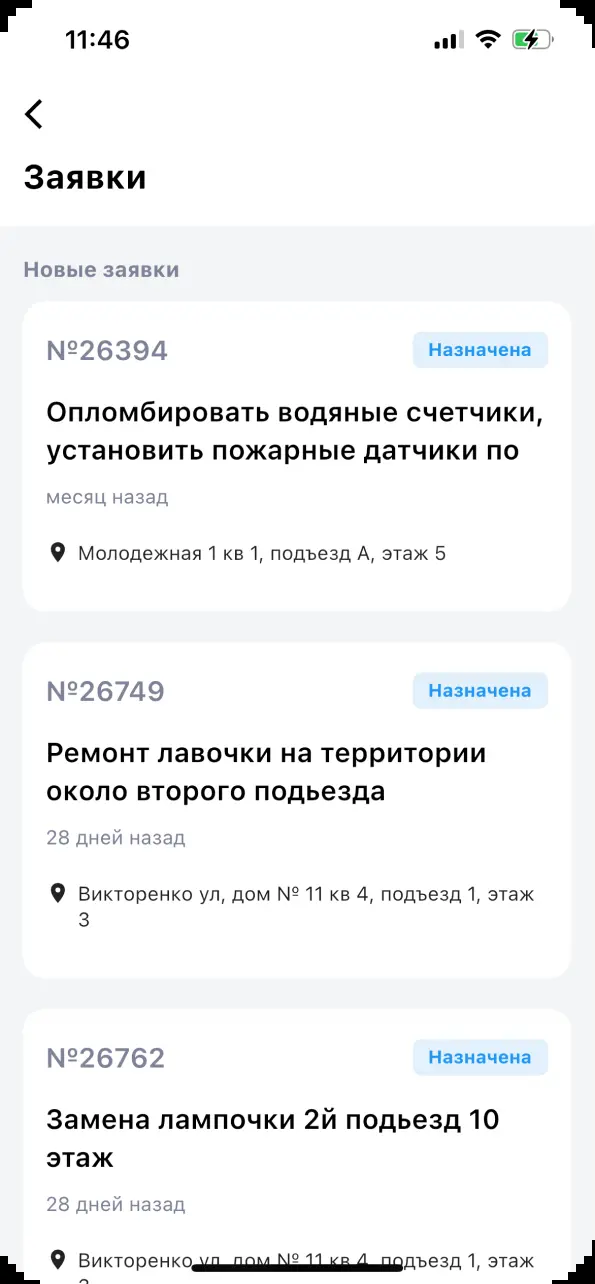 11:46
Заявки
Новые заявки
№26394
Назначена
Опломбировать водяные счетчики,
установить пожарные датчики по
месяц назад
Молодежная 1 кв 1, подъезд А, этаж 5
№26749
Назначена
Ремонт лавочки на территории
около второго подьезда
28 дней назад
Викторенко ул, дом № 11 кв 4, подъезд 1, этаж
3
№26762
Назначена
Замена лампочки 2й подьезд 10
этаж
28 дней назад
Викторенко ул, дом № 11 кв 4, подъезд 1, этаж